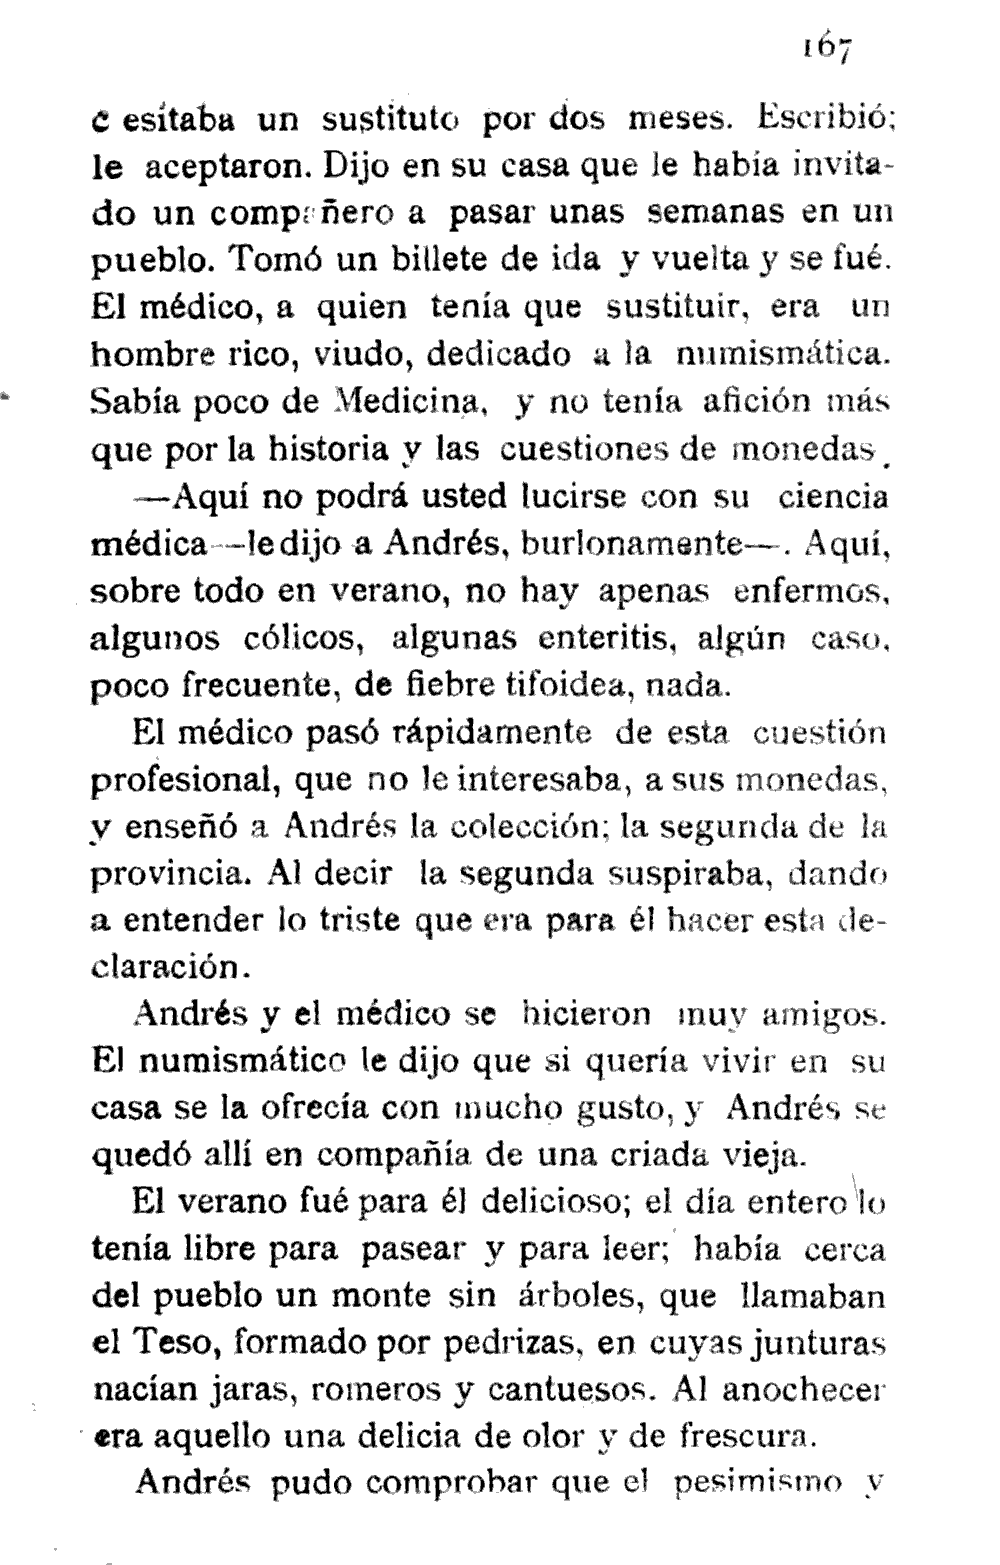 167
cesitaba un sustituto por dos meses. Escribió;
le aceptaron. Dijo en su casa que le había invita-
do un compañero a pasar unas semanas en un
pueblo. Tomó un billete de ida y vuelta y se fué.
El médico, a quien tenía que sustituir, era un
hombre rico, viudo, dedicado a la numismática.
Sabía poco de Medicina, y no tenía afición más
que por la historia y las cuestiones de monedas.
—Aquí no podrá usted lucirse con su ciencia
médica—le dijo a Andrés, burlonamente—. Aquí,
sobre todo en verano, no hay apenas enfermos,
algunos cólicos, algunas enteritis, algún caso,
poco frecuente, de fiebre tifoidea, nada.
El médico pasó rápidamente de esta cuestión
profesional, que no le interesaba, a sus monedas,
y enseñó a Andrés la colección; la segunda de la
provincia. Al decir la segunda suspiraba, dando
a entender lo triste que era para él hacer esta de-
claración.
Andrés y el médico se hicieron muy amigos.
El numismático le dijo que si quería vivir en su
casa se la ofrecía con mucho gusto, y Andrés se
quedó allí en compañía de una criada vieja.
El verano fué para él delicioso; el día entero lo
tenía libre para pasear y para leer; había cerca
del pueblo un monte sin árboles, que llamaban
el Teso, formado por pedrizas, en cuyas junturas
nacían jaras, romeros y cantuesos. Al anochecer
era aquello una delicia de olor y de frescura.
Andrés pudo comprobar que el pesimismo y